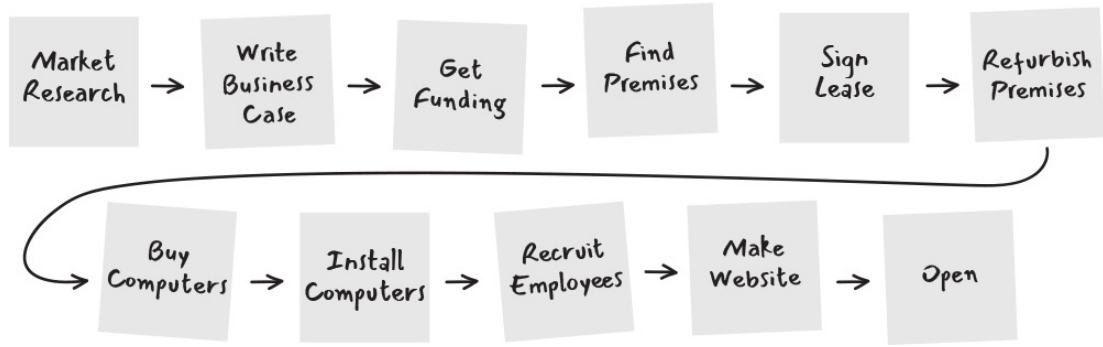 Market
Research
Write
Business
Case
Get
Funding
Find
Premises
Sign
Lease
Refurbish
Premises
Buy
Computers
Install
Computers
Recruit
Employees
Make
Website
Open